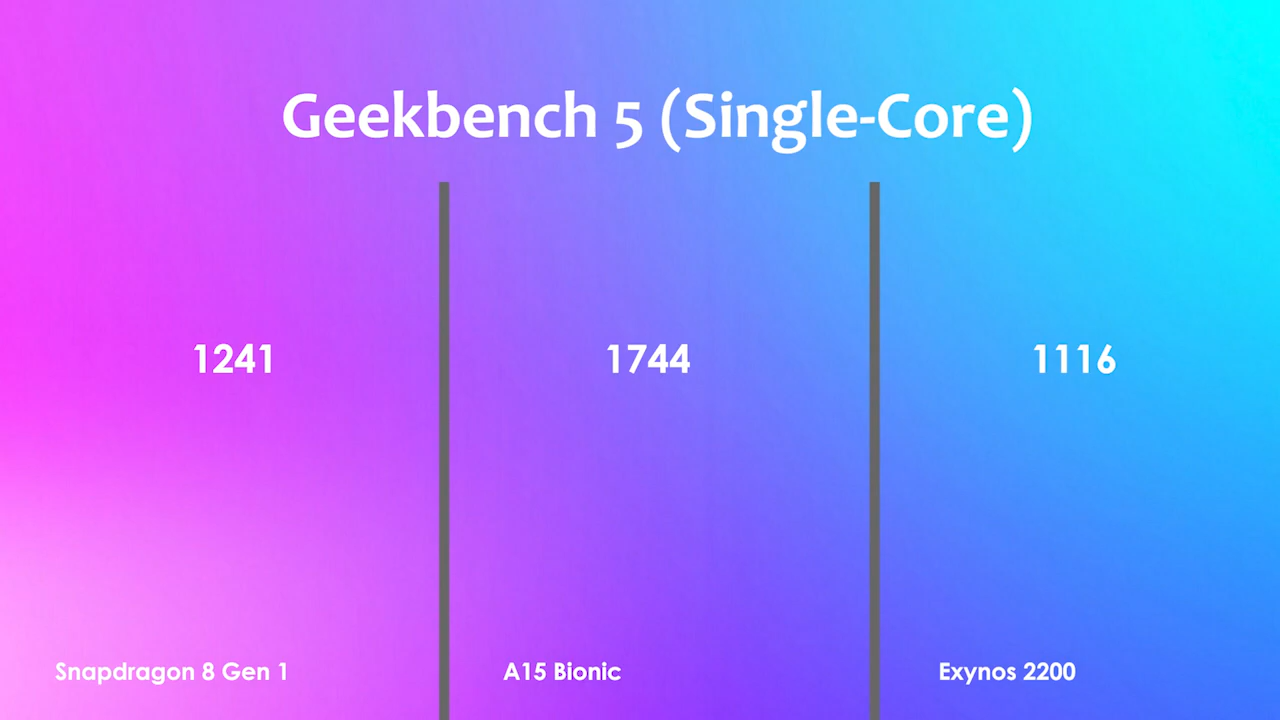 Geekbench 5 (Single-Core)
1241
1744
1116
Snapdragon 8 Gen 1
A15 Bionic
Exynos 2200